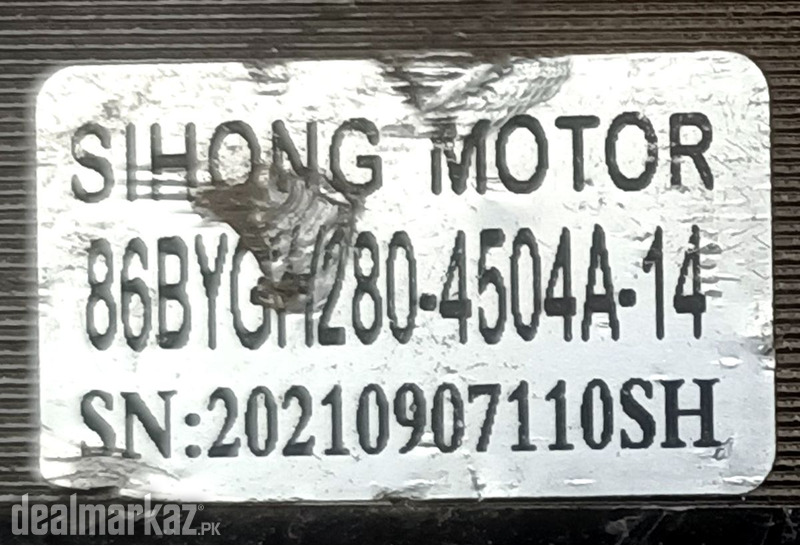 SIHONG MOTOR
86BYGH280-4504A-14
SN:20210907110SH
dealmarkaz.PK